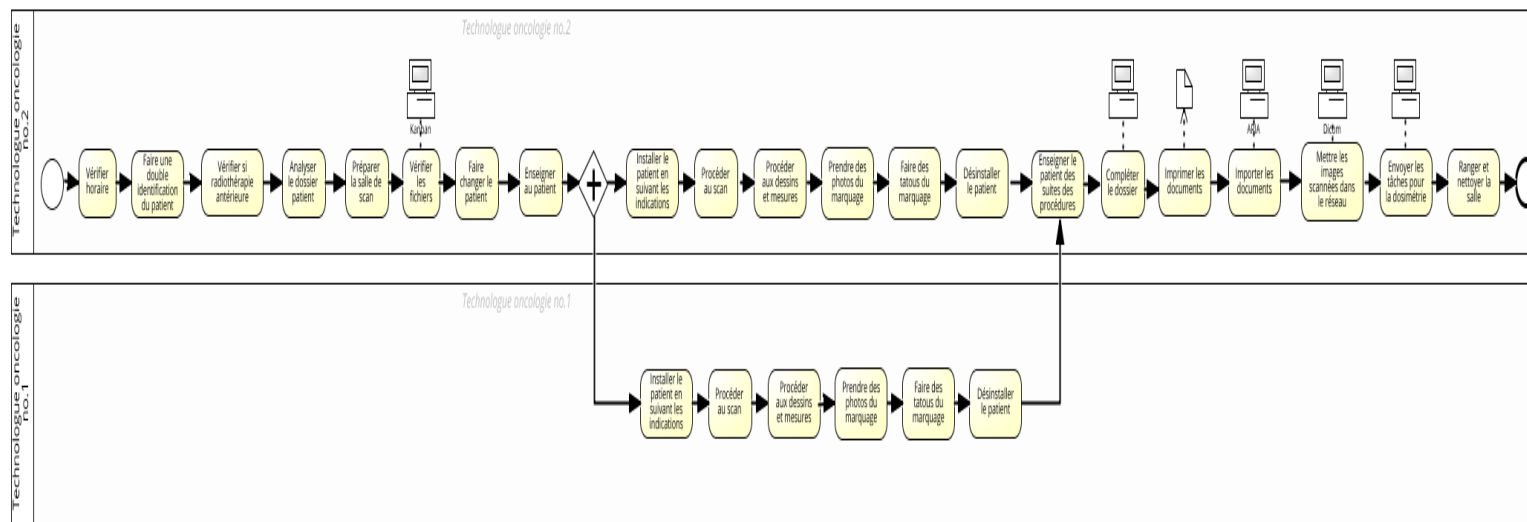 Technologue oncologie
no.2
Technologue oncologie no.2
Kanban
ARIA
Dicom
Vérifier
horaire
Faire une
double
identification
du patient
Vérifier si
radiothérapie
antérieure
Analyser
le dossier
patient
Préparer
la salle de
scan
Vérifier
les
fichiers
Faire
changer le
patient
Enseigner
au patient
Installer le
patient en
suivant les
indications
Procéder
au scan
Procéder
aux dessins
et mesures
Prendre des
photos du
marquage
Faire des
tatous du
marquage
Désinstaller
le patient
Enseigner le
patient des
suites des
procédures
Compléter
le dossier
Imprimer les
documents
Importer les
documents
Mettre les
images
scannées dans
le réseau
Envoyer les
tâches pour
la dosimétrie
Ranger et
nettoyer la
salle
Technologue oncologie
no.1
Technologue oncologie no.1
Installer le
patient en
suivant les
indications
Procéder
au scan
Procéder
aux dessins
et mesures
Prendre des
photos du
marquage
Faire des
tatous du
marquage
Désinstaller
le patient